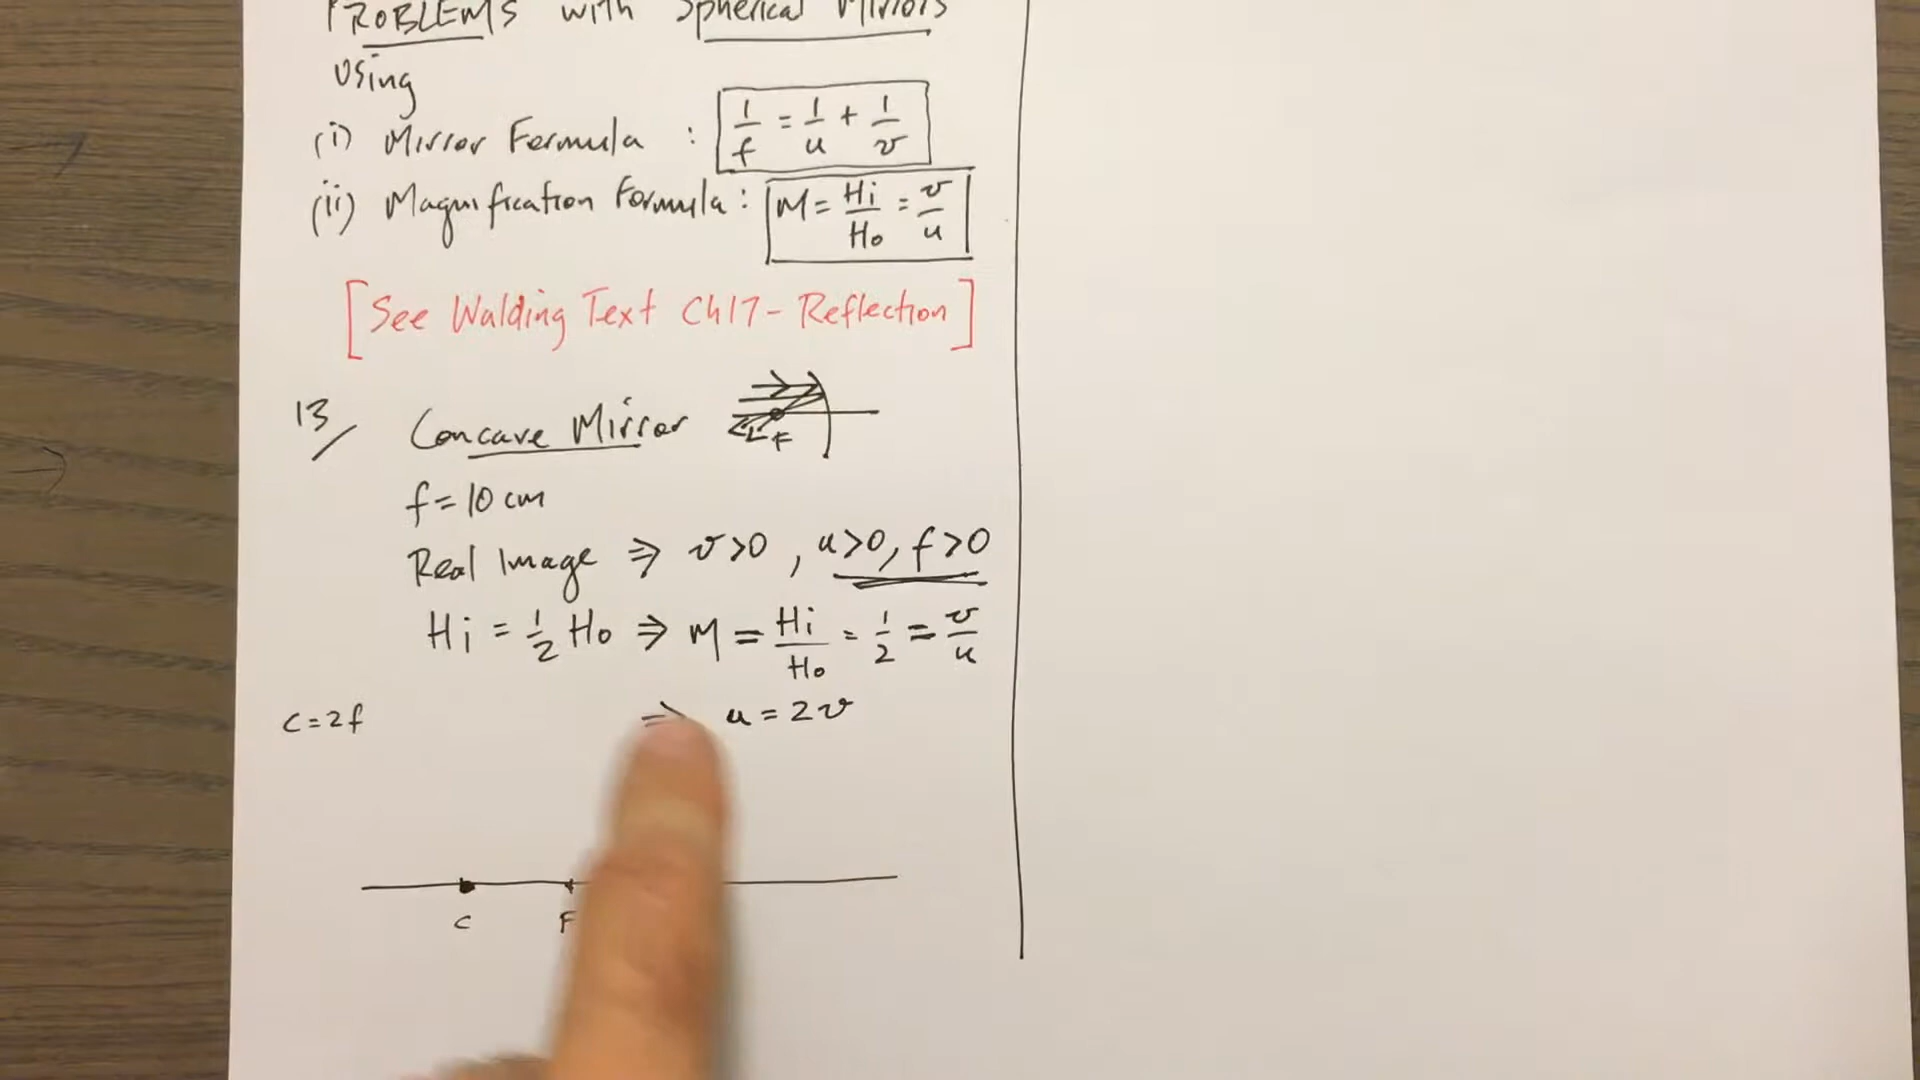 PROBLEMS with Spherical Mirrors
Using
(i) Mirror Formula : 1/f = 1/u + 1/v
(ii) Magnification Formula : M = Hi/Ho = v/u
[See Walding Text Ch17 - Reflection]
13/ Concave Mirror
F
f = 10 cm
Real Image ⇒ v>0 , u>0, f>0
Hi = 1/2 Ho ⇒ M = Hi/Ho = 1/2 = v/u
c = 2f ⇒ u = 2v
C F